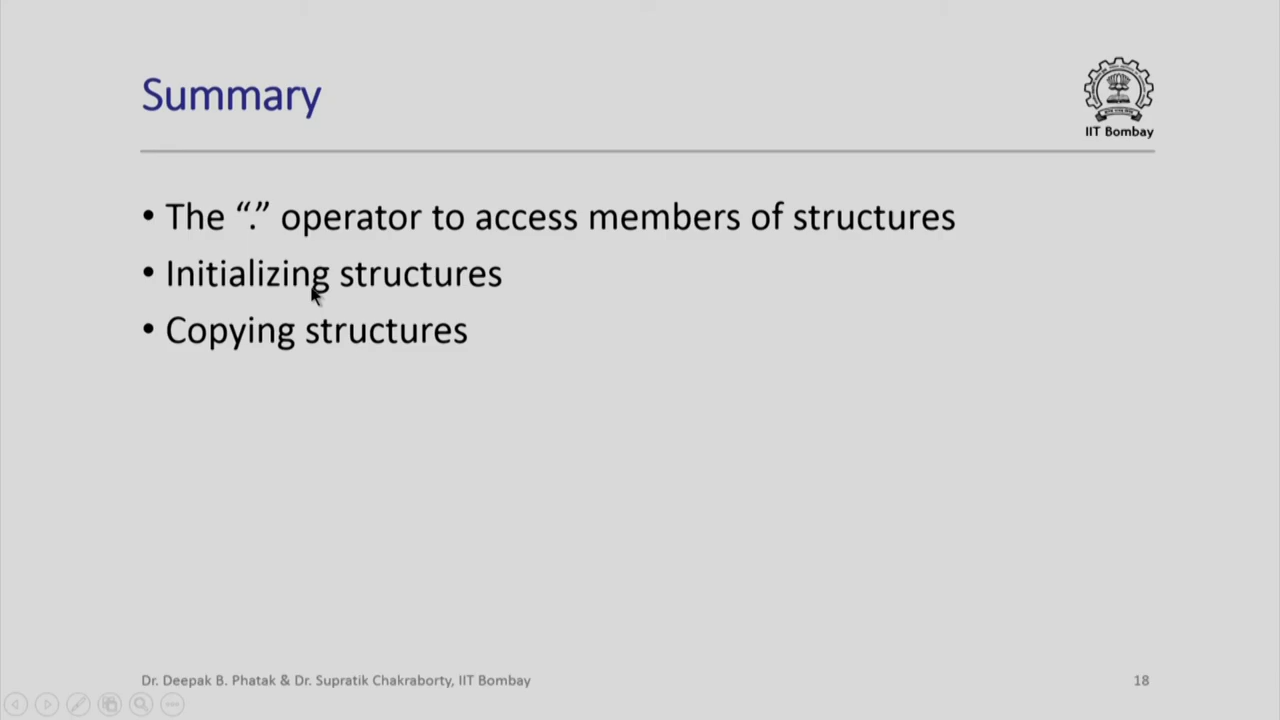 Summary
IIT Bombay
• The “.” operator to access members of structures
• Initializing structures
• Copying structures
Dr. Deepak B. Phatak & Dr. Supratik Chakraborty, IIT Bombay
18